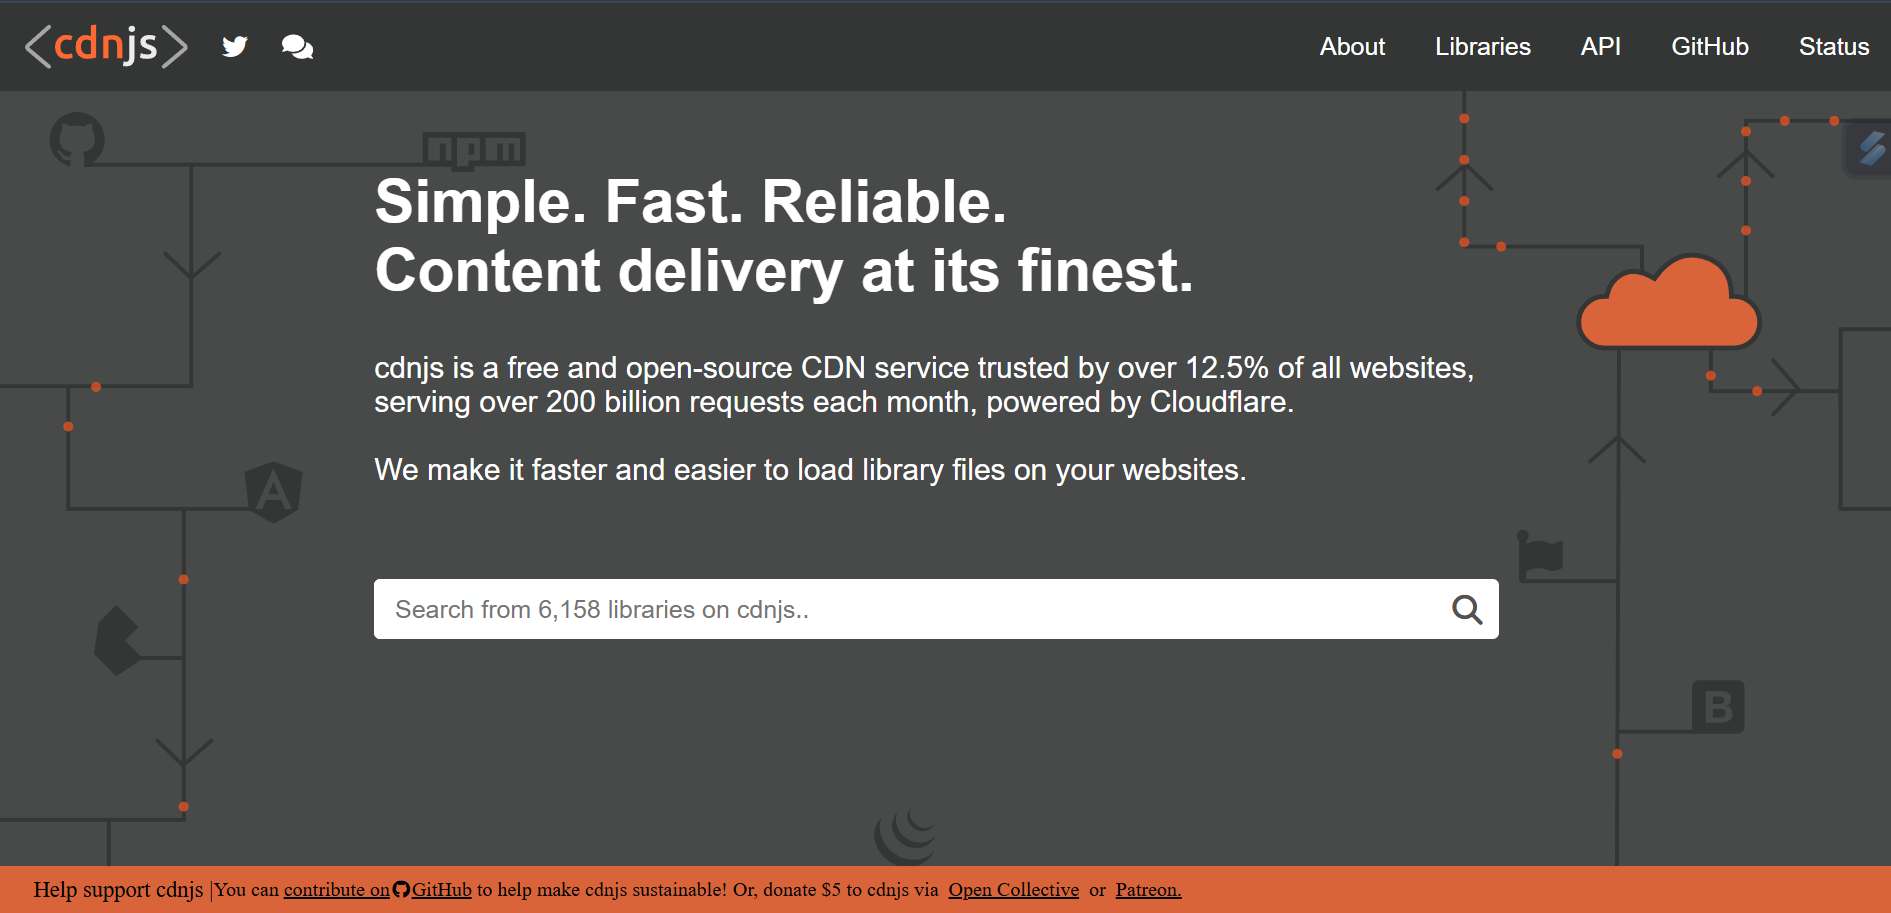 <cdnjs>
About Libraries API GitHub Status
npm
Simple. Fast. Reliable.
Content delivery at its finest.
cdnjs is a free and open-source CDN service trusted by over 12.5% of all websites,
serving over 200 billion requests each month, powered by Cloudflare.
We make it faster and easier to load library files on your websites.
A
Search from 6,158 libraries on cdnjs..
B
Help support cdnjs |You can contribute on GitHub to help make cdnjs sustainable! Or, donate $5 to cdnjs via Open Collective or Patreon.